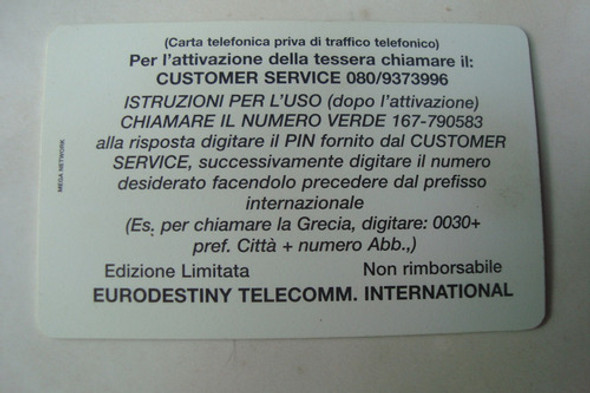 (Carta telefonica priva di traffico telefonico)
Per l'attivazione della tessera chiamare il:
CUSTOMER SERVICE 080/9373996
ISTRUZIONI PER L'USO (dopo l'attivazione)
CHIAMARE IL NUMERO VERDE 167-790583
alla risposta digitare il PIN fornito dal CUSTOMER
SERVICE, successivamente digitare il numero
desiderato facendolo precedere dal prefisso
internazionale
(Es. per chiamare la Grecia, digitare: 0030+
pref. Città + numero Abb.,)
Edizione Limitata Non rimborsabile
EURODESTINY TELECOMM. INTERNATIONAL
MEGA NETWORK